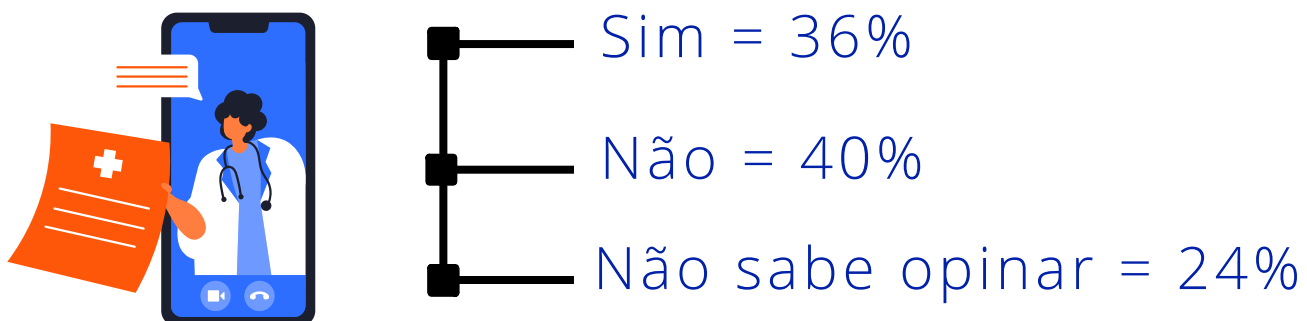 Sim = 36%
Não = 40%
Não sabe opinar = 24%